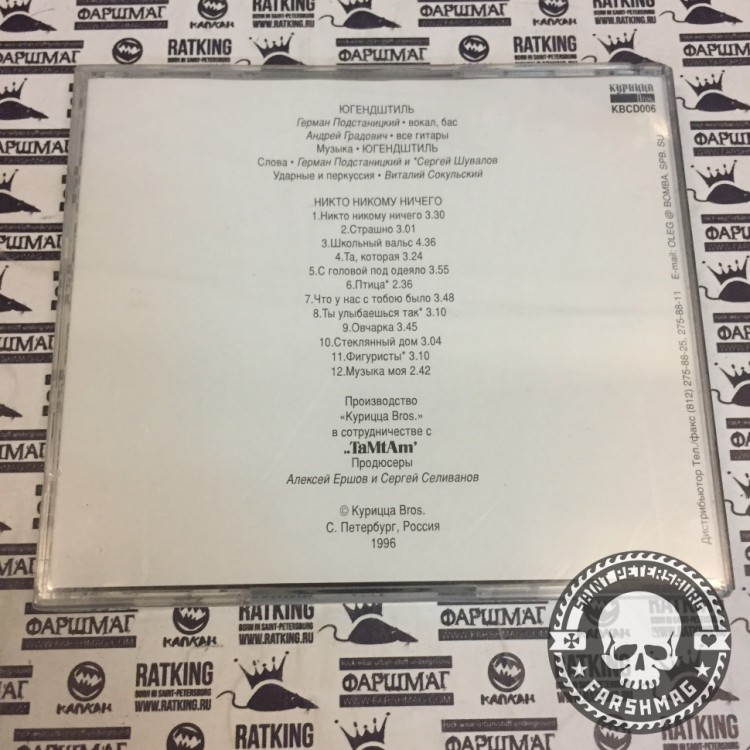 ЮГЕНДШТИЛЬ
Герман Подстаницкий • вокал, бас
Андрей Градович • все гитары
Музыка • ЮГЕНДШТИЛЬ
Слова • Герман Подстаницкий и *Сергей Шувалов
Ударные и перкуссия • Виталий Сокульский
НИКТО НИКОМУ НИЧЕГО
1.Никто никому ничего 3.30
2.Страшно 3.01
3.Школьный вальс 4.36
4.Та, которая 3.24
5.С головой под одеяло 3.55
6.Птица* 2.36
7.Что у нас с тобою было 3.48
8.Ты улыбаешься так* 3.10
9.Овчарка 3.45
10.Стеклянный дом 3.04
11.Фигуристы* 3.10
12.Музыка моя 2.42
Производство
«Курицца Bros.»
в сотрудничестве с
„TaMtAm’
Продюсеры
Алексей Ершов и Сергей Селиванов
© Курицца Bros.
С. Петербург, Россия
1996
КУРИЦЦА
Bros.
KBCD006
Дистрибьютор Тел./факс (812) 275-88-25, 275-88-11 E-mail: OLEG @ BOMBA. SPB. SU
SAINT PETERSBURG
FARSHMAG
ФАРШМАГ
КАПКАН
RATKING
BORN IN SAINT-PETERSBURG
WWW.RATKING.RU